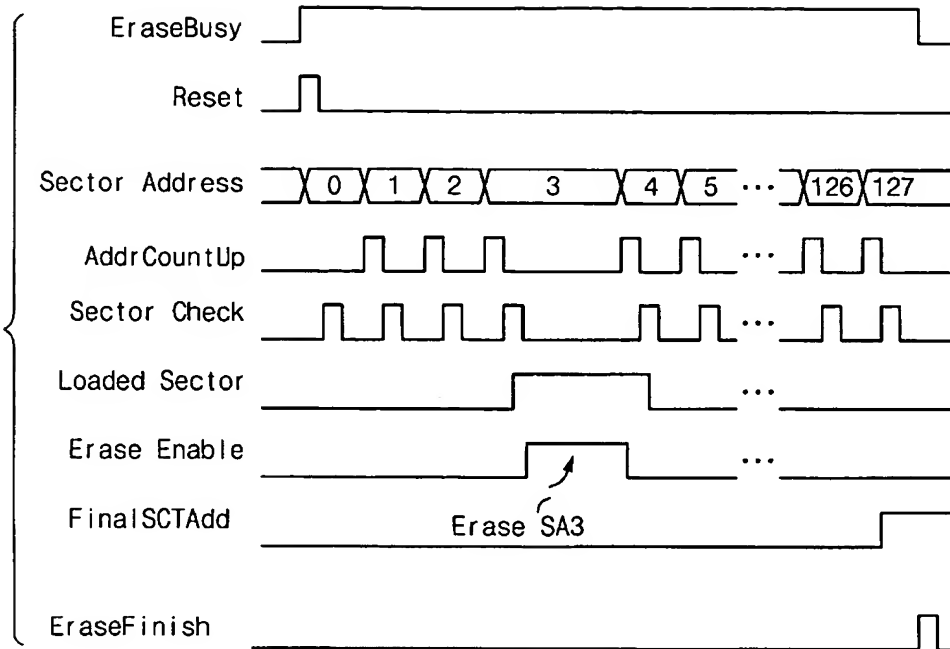 EraseBusy
Reset
Sector Address 0 1 2 3 4 5 ... 126 127
AddrCountUp ...
Sector Check ...
Loaded Sector ...
Erase Enable ...
Erase SA3
FinalSCTAdd
EraseFinish